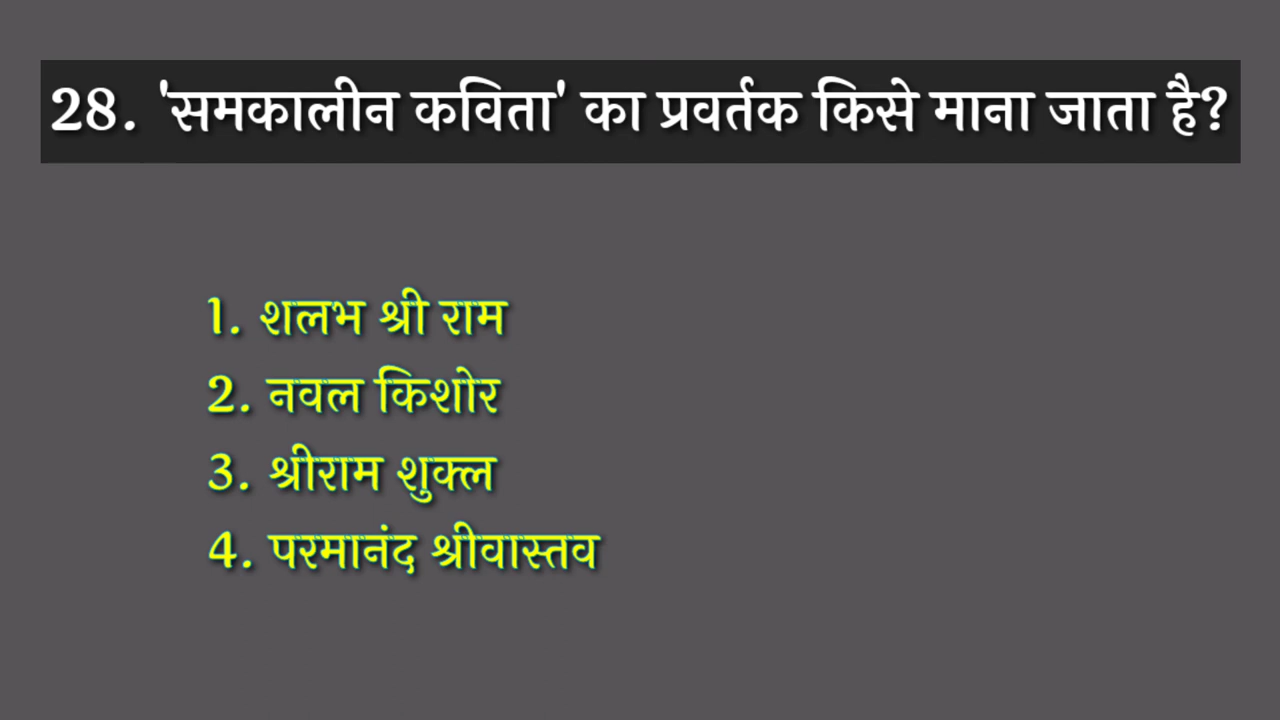 28. 'समकालीन कविता' का प्रवर्तक किसे माना जाता है?
1. शलभ श्री राम
2. नवल किशोर
3. श्रीराम शुक्ल
4. परमानंद श्रीवास्तव